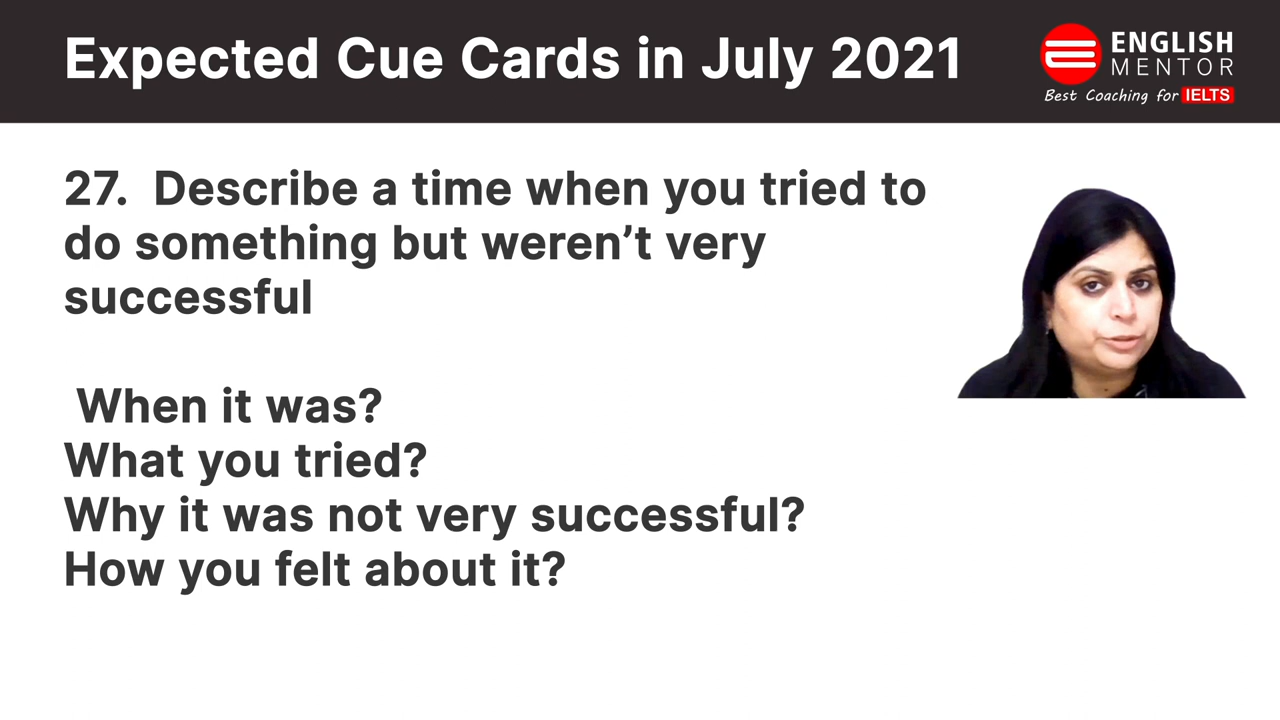 Expected Cue Cards in July 2021
ENGLISH
MENTOR
Best Coaching for IELTS
27. Describe a time when you tried to
do something but weren’t very
successful
When it was?
What you tried?
Why it was not very successful?
How you felt about it?